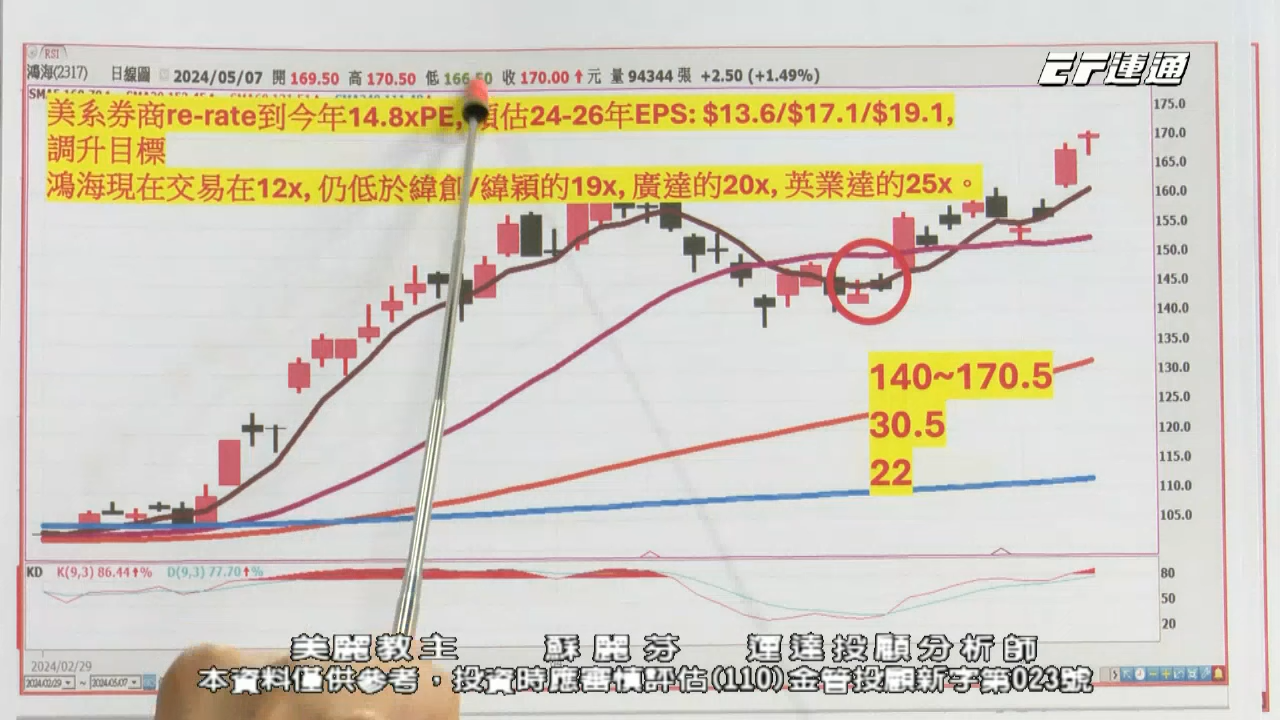 RSI
鴻海(2317) 日線圖 2024/05/07 開 169.50 高 170.50 低 166.50 收 170.00 ↑ 元 量 94344 張 +2.50 (+1.49%)
EF運通
美系券商re-rate到今年14.8xPE, 預估24-26年EPS: $13.6/$17.1/$19.1,
調升目標
鴻海現在交易在12x, 仍低於緯創/緯穎的19x, 廣達的20x, 英業達的25x。
175.0
170.0
165.0
160.0
155.0
150.0
145.0
140.0
135.0
130.0
125.0
120.0
115.0
110.0
105.0
140~170.5
30.5
22
KD K(9,3) 86.44↑% D(9,3) 77.70↑%
80
50
20
2024/02/29
2024/02/29 ~ 2024/05/07
美麗教主 蘇麗芬 運達投顧分析師
本資料僅供參考，投資時應審慎評估(110)金管投顧新字第023號